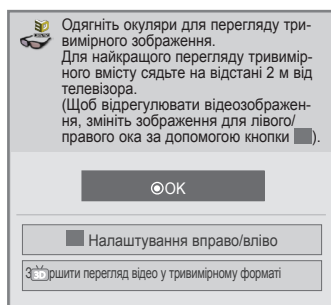 Одягніть окуляри для перегляду три-
вимірного зображення.
Для найкращого перегляду тривимір-
ного вмісту сядьте на відстані 2 м від
телевізора.
(Щоб відрегулювати відеозображен-
ня, змініть зображення для лівого/
правого ока за допомогою кнопки ).
OK
Налаштування вправо/вліво
перегляд відео у тривимірному форматі